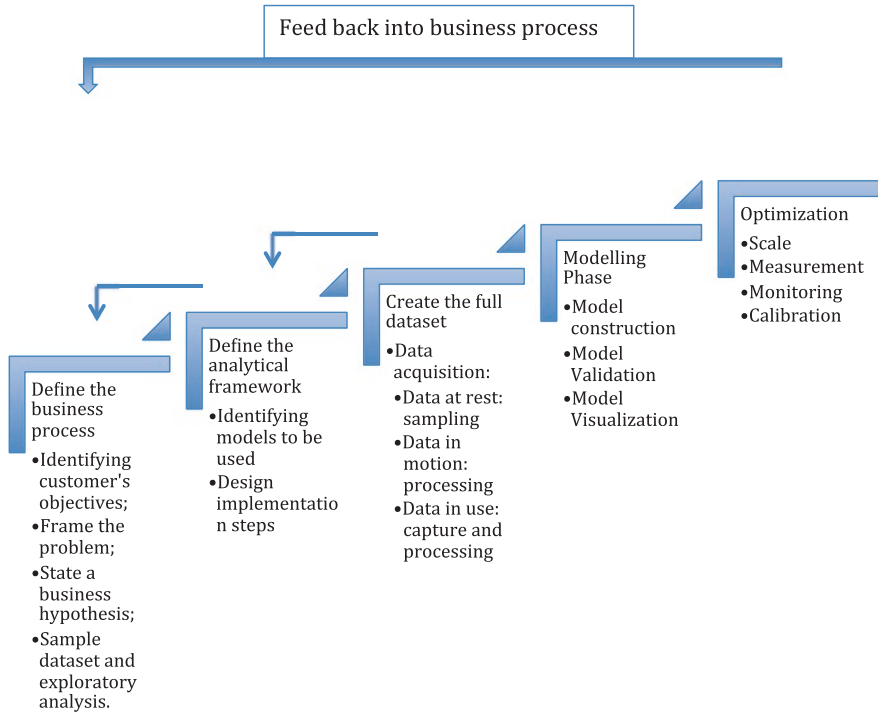 Feed back into business process
Define the
business
process
•Identifying
customer's
objectives;
•Frame the
problem;
•State a
business
hypothesis;
•Sample
dataset and
exploratory
analysis.
Define the
analytical
framework
•Identifying
models to be
used
•Design
implementatio
n steps
Create the full
dataset
•Data
acquisition:
•Data at rest:
sampling
•Data in
motion:
processing
•Data in use:
capture and
processing
Modelling
Phase
•Model
construction
•Model
Validation
•Model
Visualization
Optimization
•Scale
•Measurement
•Monitoring
•Calibration